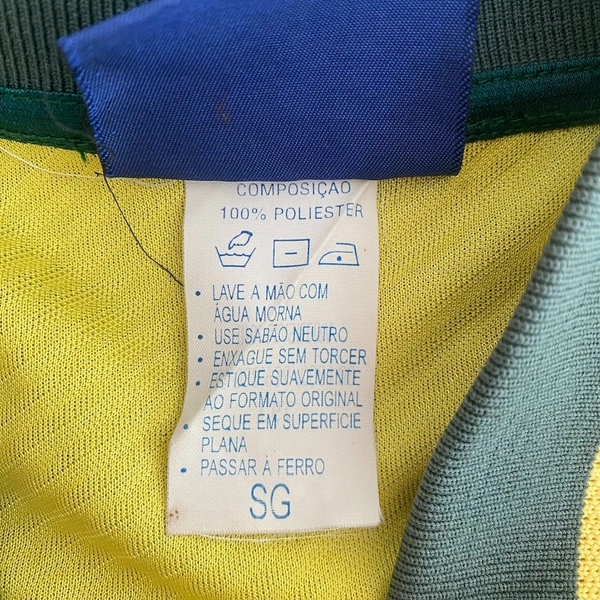 COMPOSIÇÃO
100% POLIESTER
• LAVE A MÃO COM
ÁGUA MORNA
• USE SABÃO NEUTRO
• ENXAGUE SEM TORCER
• ESTIQUE SUAVEMENTE
AO FORMATO ORIGINAL
• SEQUE EM SUPERFICIE
PLANA
• PASSAR Á FERRO
SG